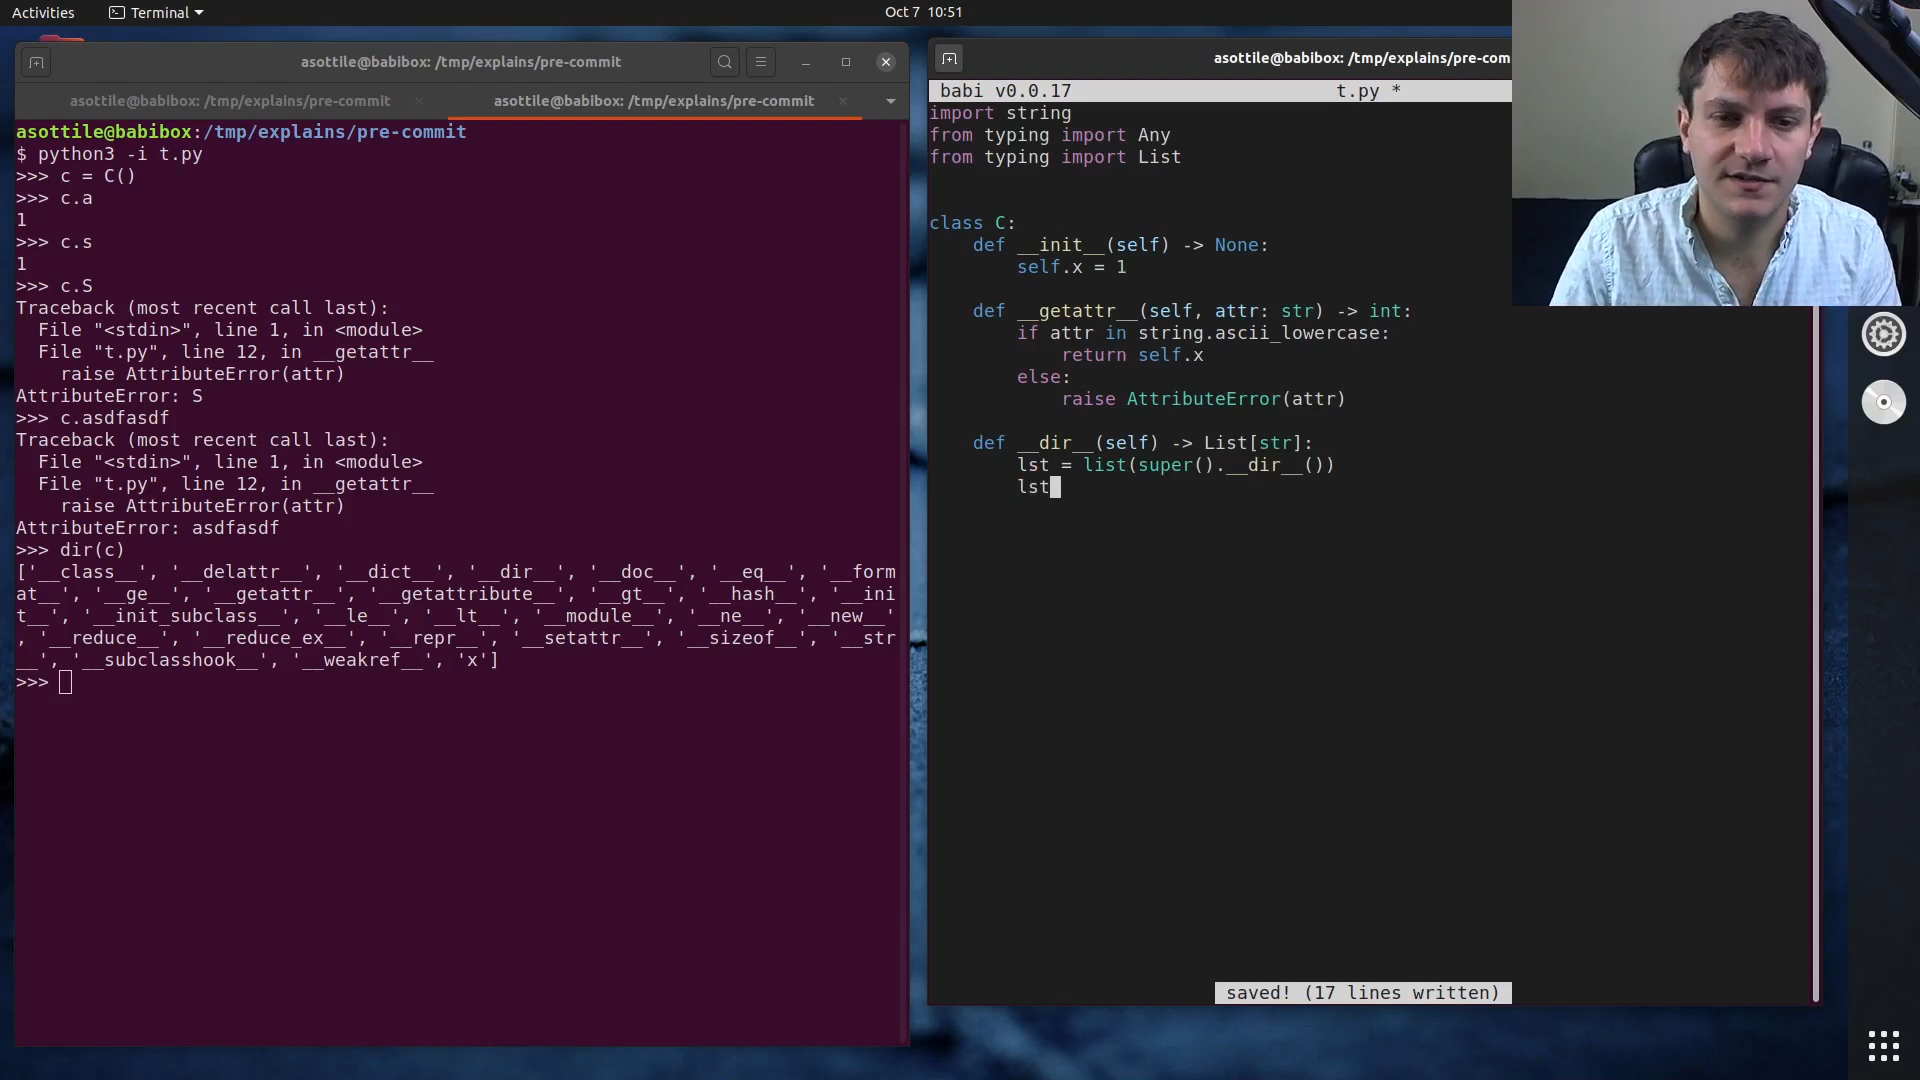 Activities
Terminal
Oct 7 10:51
asottile@babibox: /tmp/explains/pre-commit
asottile@babibox: /tmp/explains/pre-commit
asottile@babibox: /tmp/explains/pre-commit
asottile@babibox:/tmp/explains/pre-commit
$ python3 -i t.py
>>> c = C()
>>> c.a
1
>>> c.s
1
>>> c.S
Traceback (most recent call last):
  File "<stdin>", line 1, in <module>
  File "t.py", line 12, in __getattr__
    raise AttributeError(attr)
AttributeError: S
>>> c.asdfasdf
Traceback (most recent call last):
  File "<stdin>", line 1, in <module>
  File "t.py", line 12, in __getattr__
    raise AttributeError(attr)
AttributeError: asdfasdf
>>> dir(c)
['__class__', '__delattr__', '__dict__', '__dir__', '__doc__', '__eq__', '__form
at__', '__ge__', '__getattr__', '__getattribute__', '__gt__', '__hash__', '__ini
t__', '__init_subclass__', '__le__', '__lt__', '__module__', '__ne__', '__new__'
, '__reduce__', '__reduce_ex__', '__repr__', '__setattr__', '__sizeof__', '__str
__', '__subclasshook__', '__weakref__', 'x']
>>>
asottile@babibox: /tmp/explains/pre-com
babi v0.0.17
t.py *
import string
from typing import Any
from typing import List
class C:
    def __init__(self) -> None:
        self.x = 1
    def __getattr__(self, attr: str) -> int:
        if attr in string.ascii_lowercase:
            return self.x
        else:
            raise AttributeError(attr)
    def __dir__(self) -> List[str]:
        lst = list(super().__dir__())
        lst
saved! (17 lines written)